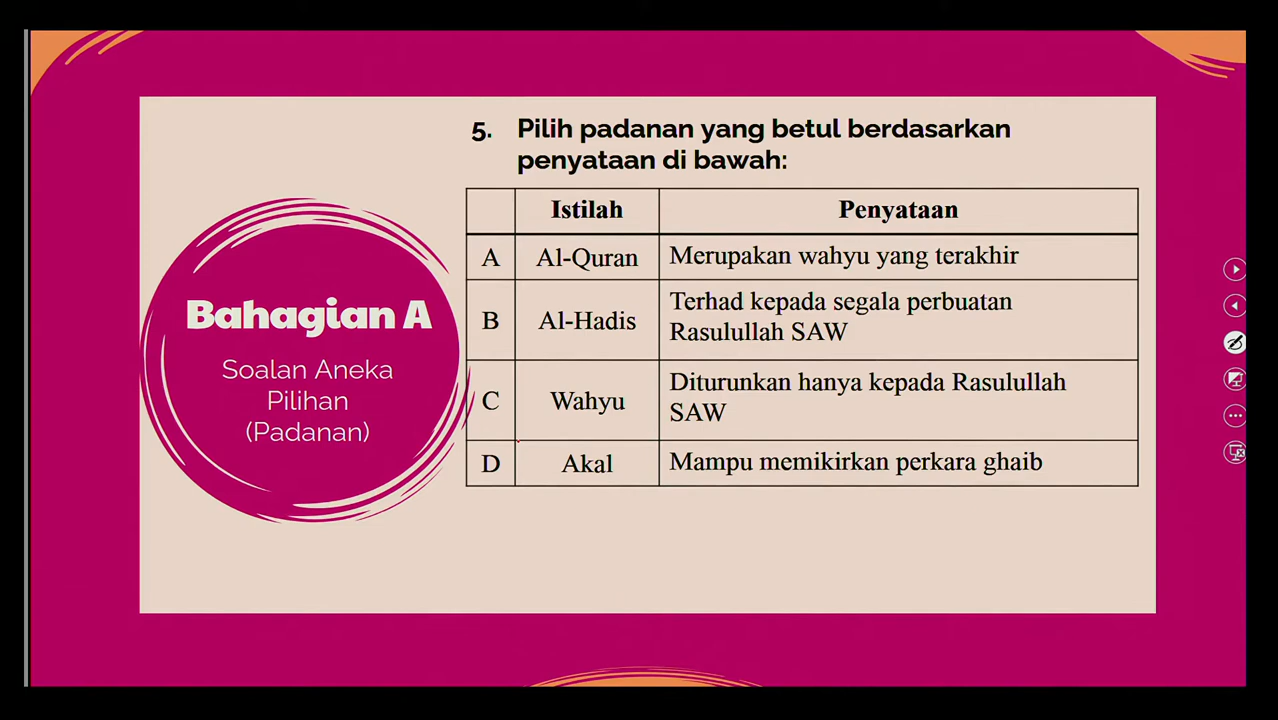 Bahagian A
Soalan Aneka
Pilihan
(Padanan)
5. Pilih padanan yang betul berdasarkan
penyataan di bawah:
Istilah Penyataan
A Al-Quran Merupakan wahyu yang terakhir
B Al-Hadis Terhad kepada segala perbuatan
Rasulullah SAW
C Wahyu Diturunkan hanya kepada Rasulullah
SAW
D Akal Mampu memikirkan perkara ghaib